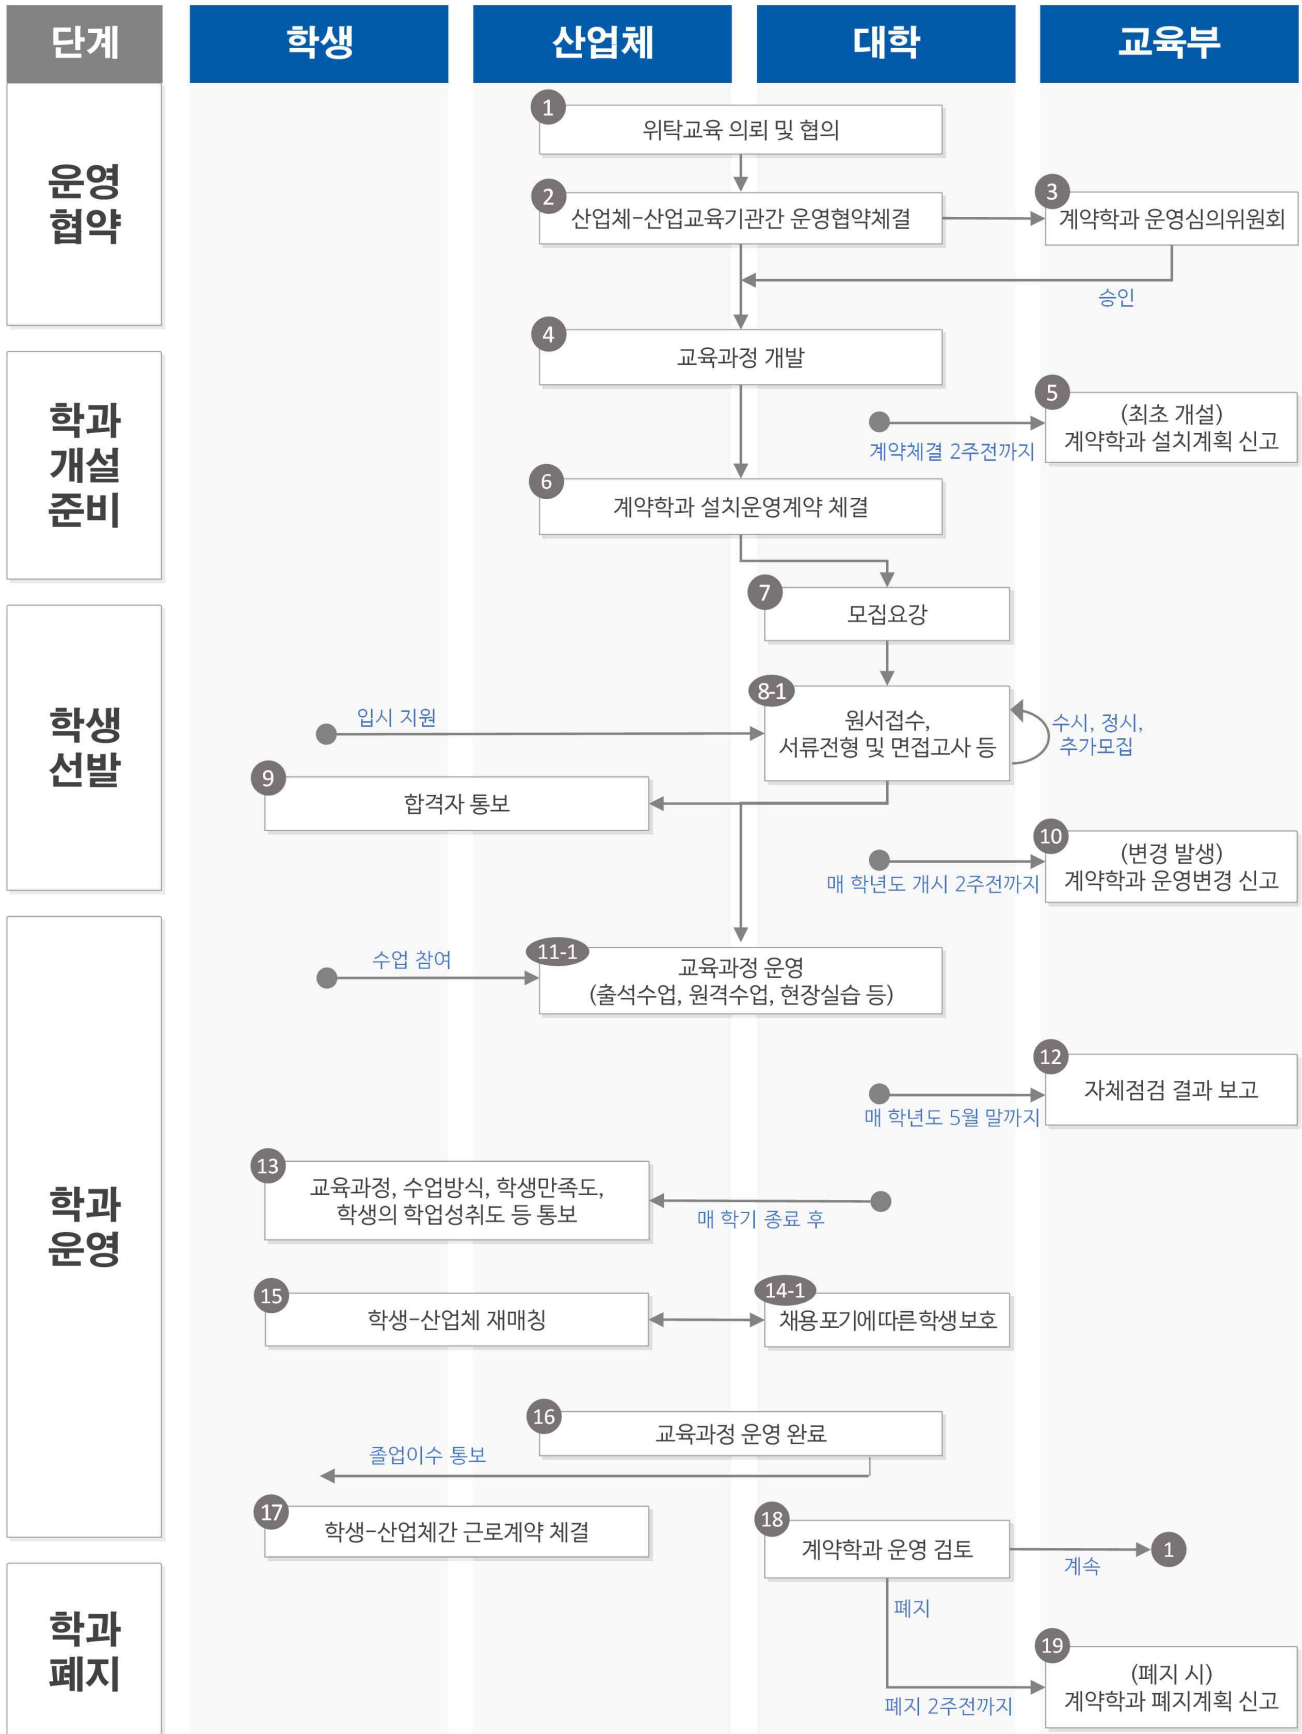 단계
학생
산업체
대학
교육부
운영
협약
1
위탁교육 의뢰 및 협의
2
산업체-산업교육기관간 운영협약체결
3
계약학과 운영심의위원회
승인
학과
개설
준비
4
교육과정 개발
5
(최초 개설)
계약학과 설치계획 신고
계약체결 2주전까지
6
계약학과 설치운영계약 체결
학생
선발
7
모집요강
8-1
원서접수,
서류전형 및 면접고사 등
입시 지원
수시, 정시,
추가모집
9
합격자 통보
10
(변경 발생)
계약학과 운영변경 신고
매 학년도 개시 2주전까지
학과
운영
수업 참여
11-1
교육과정 운영
(출석수업, 원격수업, 현장실습 등)
12
자체점검 결과 보고
매 학년도 5월 말까지
13
교육과정, 수업방식, 학생만족도,
학생의 학업성취도 등 통보
매 학기 종료 후
15
학생-산업체 재매칭
14-1
채용포기에따른학생보호
16
교육과정 운영 완료
졸업이수 통보
17
학생-산업체간 근로계약 체결
18
계약학과 운영 검토
계속
1
학과
폐지
폐지
19
(폐지 시)
계약학과 폐지계획 신고
폐지 2주전까지